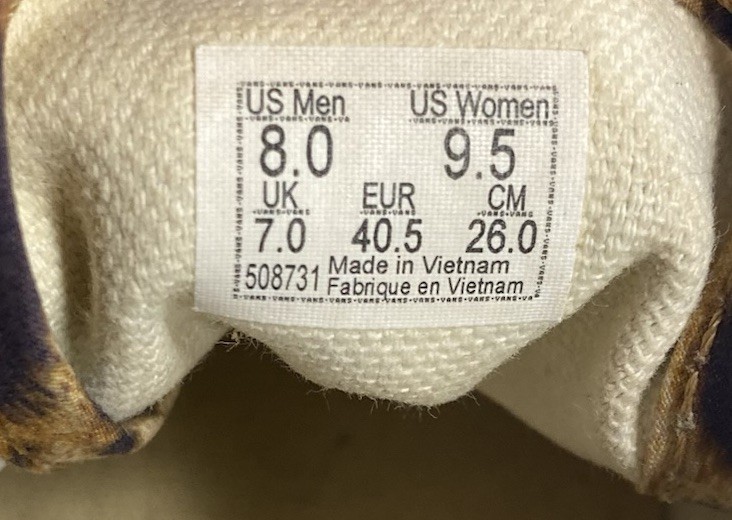 US Men US Women
8.0 9.5
UK EUR CM
7.0 40.5 26.0
508731 Made in Vietnam
Fabrique en Vietnam